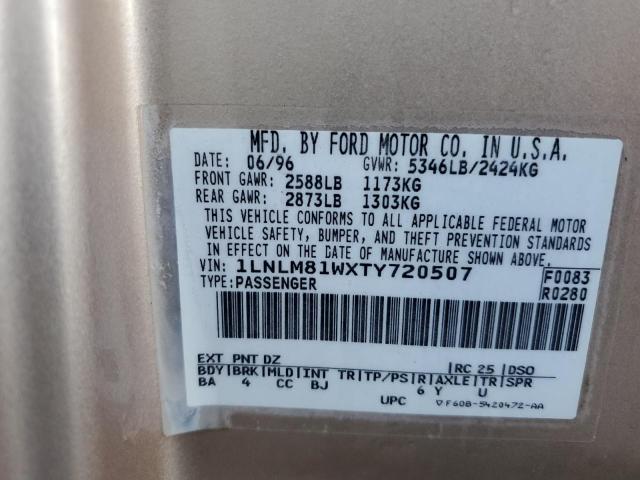 MFD. BY FORD MOTOR CO. IN U.S.A.
DATE: 06/96 GVWR: 5346LB/2424KG
FRONT GAWR: 2588LB 1173KG
REAR GAWR: 2873LB 1303KG
THIS VEHICLE CONFORMS TO ALL APPLICABLE FEDERAL MOTOR
VEHICLE SAFETY, BUMPER, AND THEFT PREVENTION STANDARDS
IN EFFECT ON THE DATE OF MANUFACTURE SHOWN ABOVE.
VIN: 1LNLM81WXTY720507 F0083
TYPE: PASSENGER R0280
EXT PNT DZ RC 25 DSO
BDY BRK MLD INT TR TP/PS R AXLE TR SPR
BA 4 CC BJ 6 Y U
UPC ▽F60B-5420472-AA